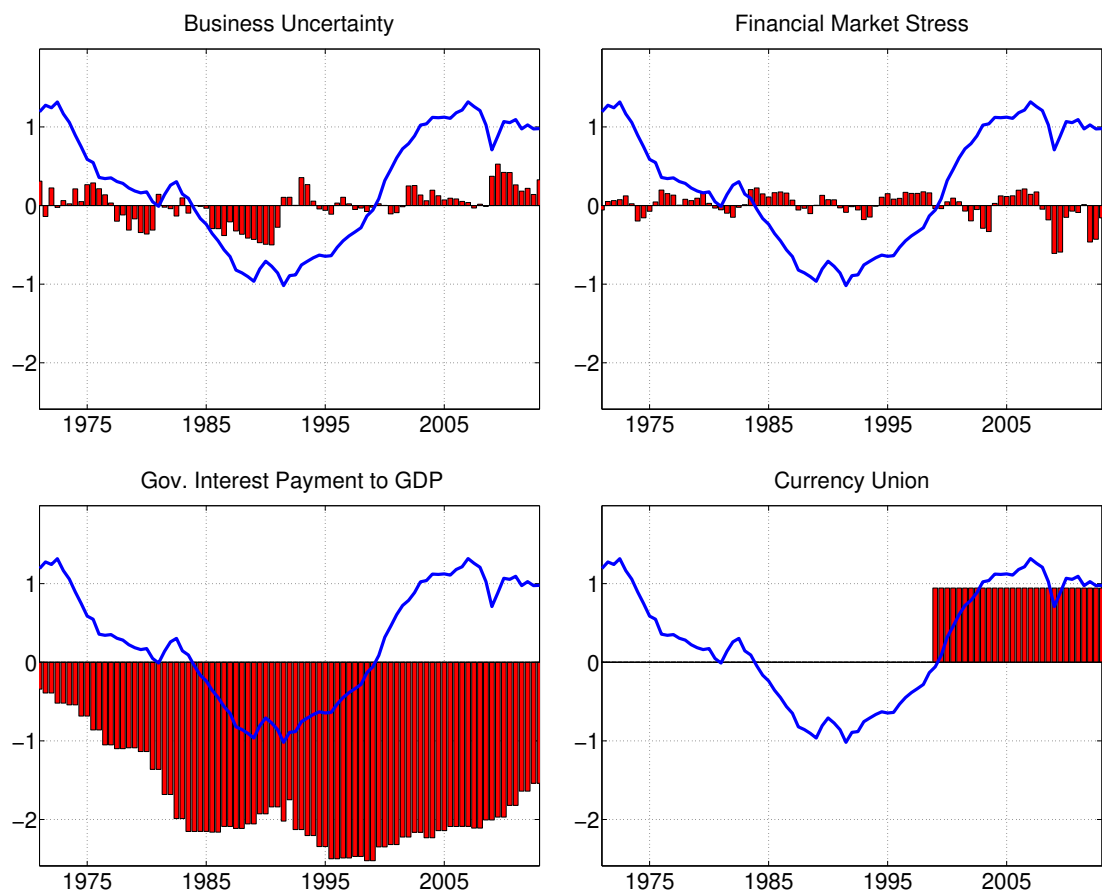 Business Uncertainty
1
0
−1
−2
1975 1985 1995 2005
Financial Market Stress
1
0
−1
−2
1975 1985 1995 2005
Gov. Interest Payment to GDP
1
0
−1
−2
1975 1985 1995 2005
Currency Union
1
0
−1
−2
1975 1985 1995 2005